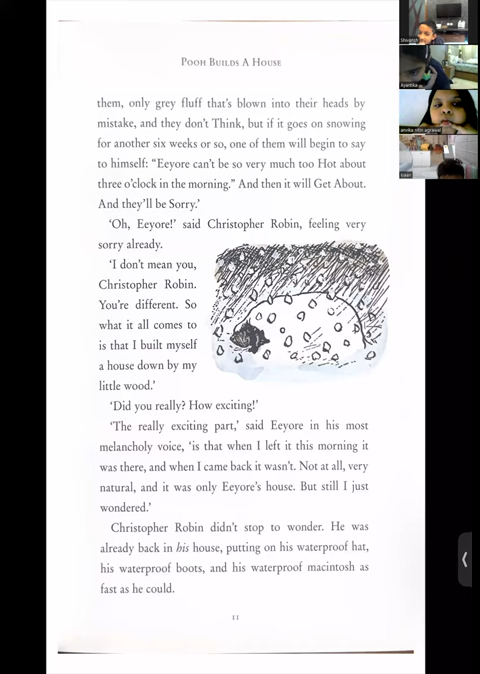 POOH BUILDS A HOUSE
them, only grey fluff that's blown into their heads by
mistake, and they don't Think, but if it goes on snowing
for another six weeks or so, one of them will begin to say
to himself: “Eeyore can't be so very much too Hot about
three o'clock in the morning.” And then it will Get About.
And they'll be Sorry.’
‘Oh, Eeyore!’ said Christopher Robin, feeling very
sorry already.
‘I don't mean you,
Christopher Robin.
You're different. So
what it all comes to
is that I built myself
a house down by my
little wood.’
‘Did you really? How exciting!’
‘The really exciting part,’ said Eeyore in his most
melancholy voice, ‘is that when I left it this morning it
was there, and when I came back it wasn't. Not at all, very
natural, and it was only Eeyore's house. But still I just
wondered.’
Christopher Robin didn't stop to wonder. He was
already back in his house, putting on his waterproof hat,
his waterproof boots, and his waterproof macintosh as
fast as he could.
11
anvika nitin agrawal